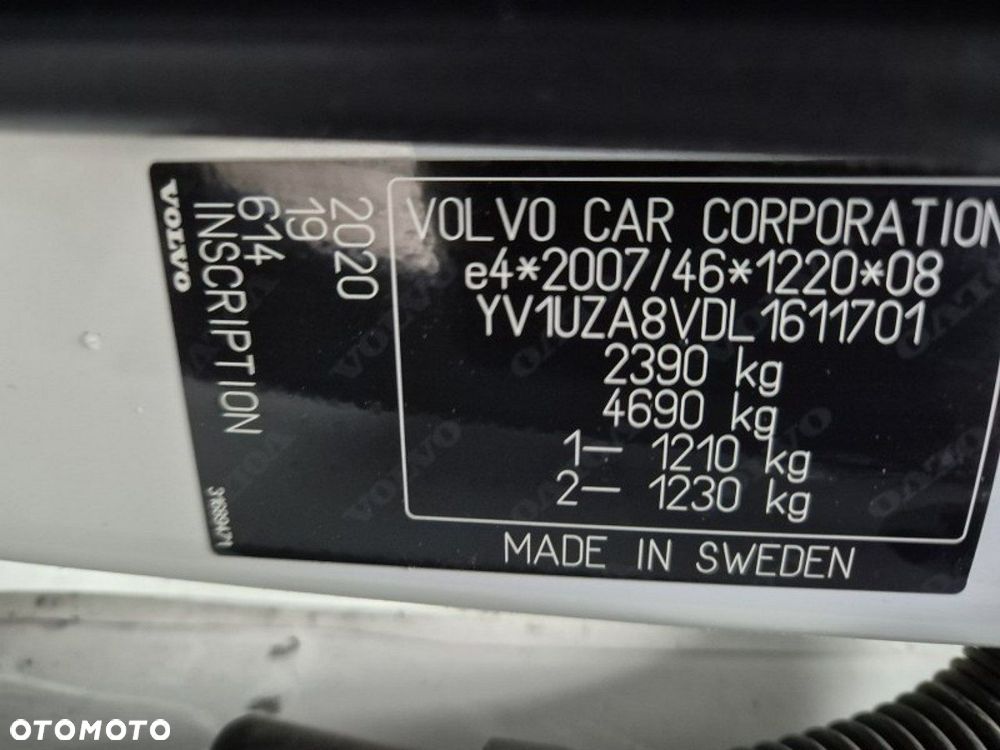 VOLVO
2020
19
614
INSCRIPTION
31689471
VOLVO CAR CORPORATION
e4*2007/46*1220*08
YV1UZA8VDL1611701
2390 kg
4690 kg
1— 1210 kg
2— 1230 kg
MADE IN SWEDEN
OTOMOTO